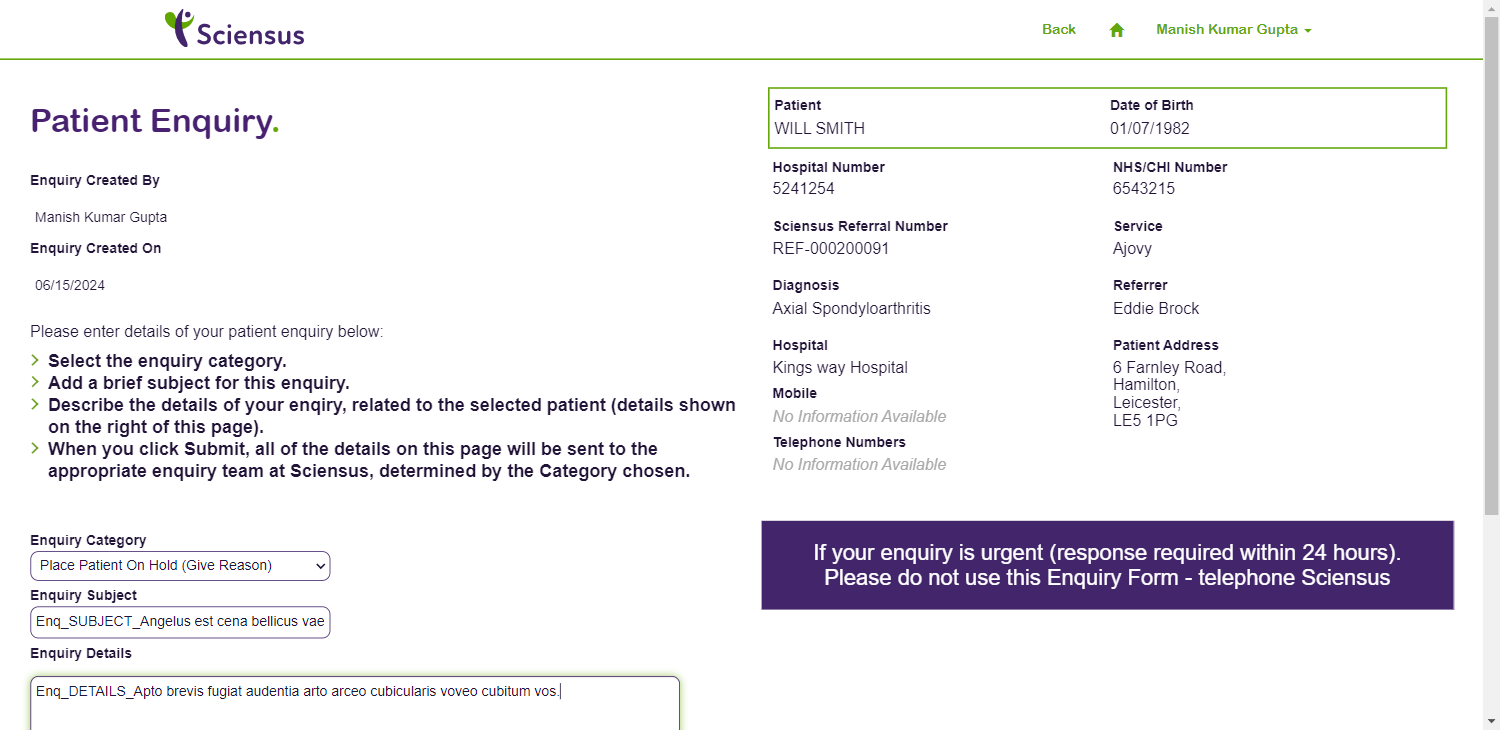 Sciensus
Back
Manish Kumar Gupta
Patient Enquiry.
Enquiry Created By
Manish Kumar Gupta
Enquiry Created On
06/15/2024
Please enter details of your patient enquiry below:
Select the enquiry category.
Add a brief subject for this enquiry.
Describe the details of your enqiry, related to the selected patient (details shown
on the right of this page).
When you click Submit, all of the details on this page will be sent to the
appropriate enquiry team at Sciensus, determined by the Category chosen.
Enquiry Category
Place Patient On Hold (Give Reason)
Enquiry Subject
Enq_SUBJECT_Angelus est cena bellicus vae
Enquiry Details
Enq_DETAILS_Apto brevis fugiat audentia arto arceo cubicularis voveo cubitum vos.
Patient
WILL SMITH
Date of Birth
01/07/1982
Hospital Number
5241254
NHS/CHI Number
6543215
Sciensus Referral Number
REF-000200091
Service
Ajovy
Diagnosis
Axial Spondyloarthritis
Referrer
Eddie Brock
Hospital
Kings way Hospital
Patient Address
6 Farnley Road,
Hamilton,
Leicester,
LE5 1PG
Mobile
No Information Available
Telephone Numbers
No Information Available
If your enquiry is urgent (response required within 24 hours).
Please do not use this Enquiry Form - telephone Sciensus